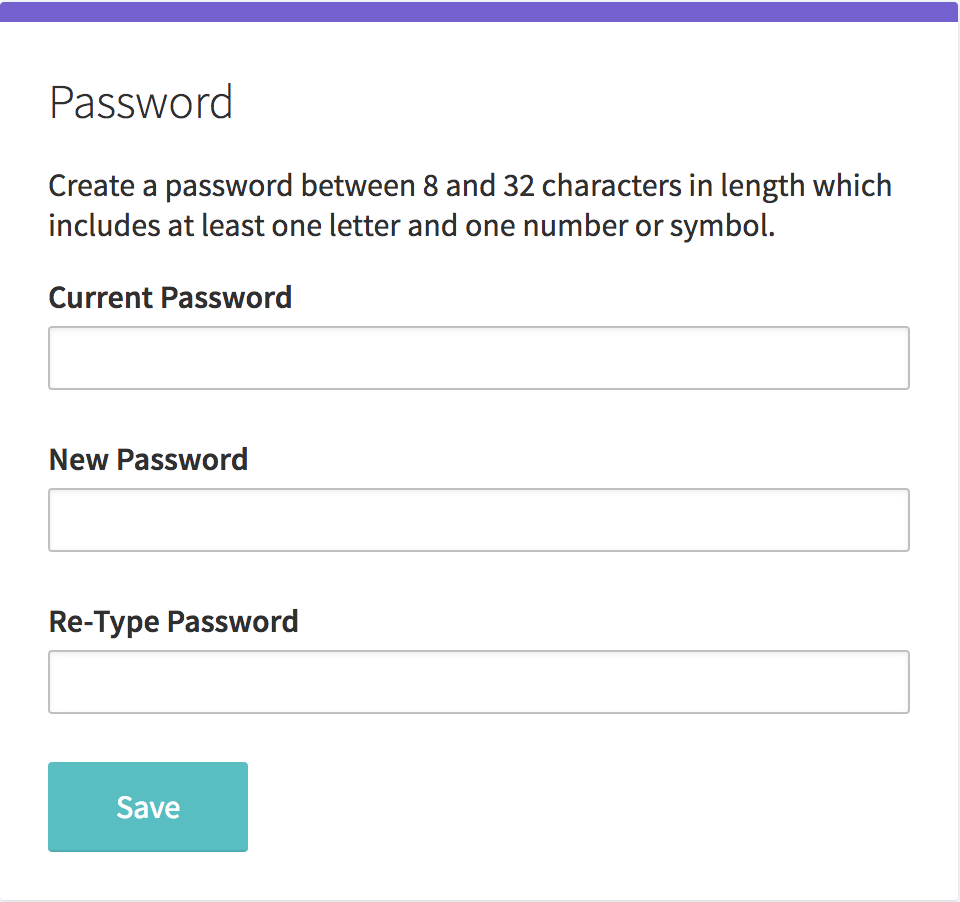 Password
Create a password between 8 and 32 characters in length which
includes at least one letter and one number or symbol.
Current Password
New Password
Re-Type Password
Save